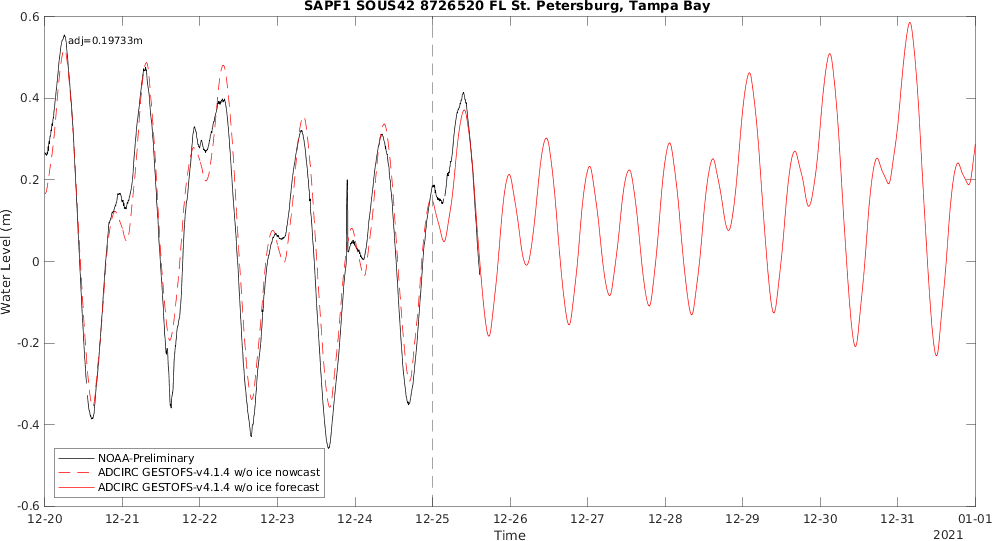 SAPF1 SOUS42 8726520 FL St. Petersburg, Tampa Bay
adj=0.19733m
0.6
0.4
0.2
0
-0.2
-0.4
-0.6
Water Level (m)
NOAA-Preliminary
ADCIRC GESTOFS-v4.1.4 w/o ice nowcast
ADCIRC GESTOFS-v4.1.4 w/o ice forecast
12-20 12-21 12-22 12-23 12-24 12-25 12-26 12-27 12-28 12-29 12-30 12-31 01-01
Time
2021